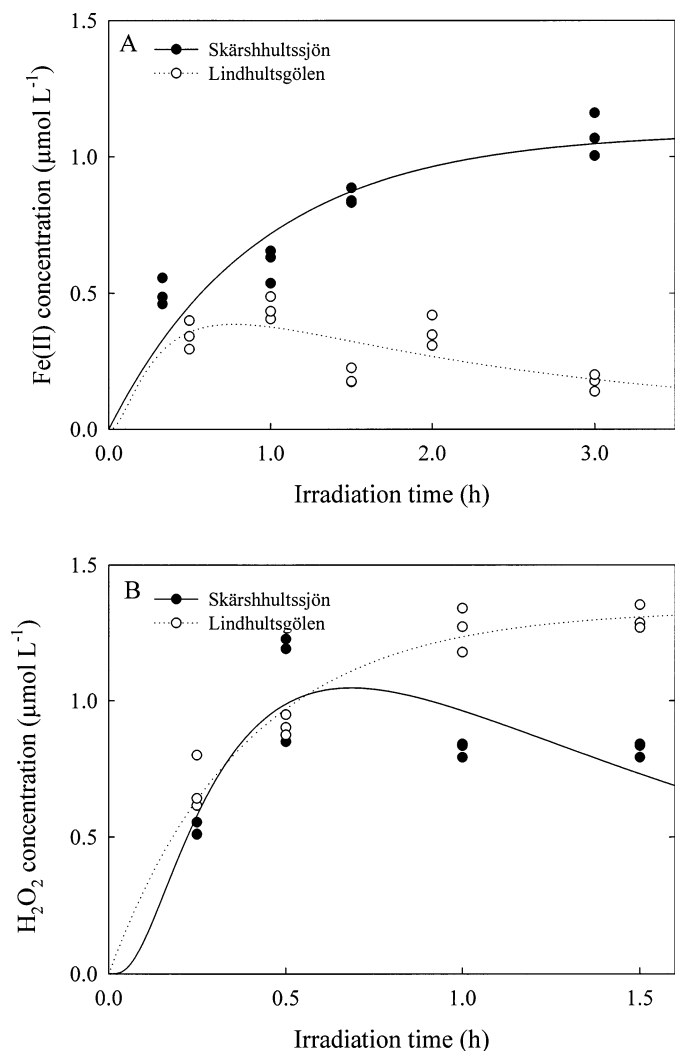 1.5
A
Skärshhultssjön
Lindhultsgölen
1.0
0.5
0.0
Fe(II) concentration (µmol L⁻¹)
0.0 1.0 2.0 3.0
Irradiation time (h)
1.5
B
Skärshhultssjön
Lindhultsgölen
1.0
0.5
0.0
H₂O₂ concentration (µmol L⁻¹)
0.0 0.5 1.0 1.5
Irradiation time (h)